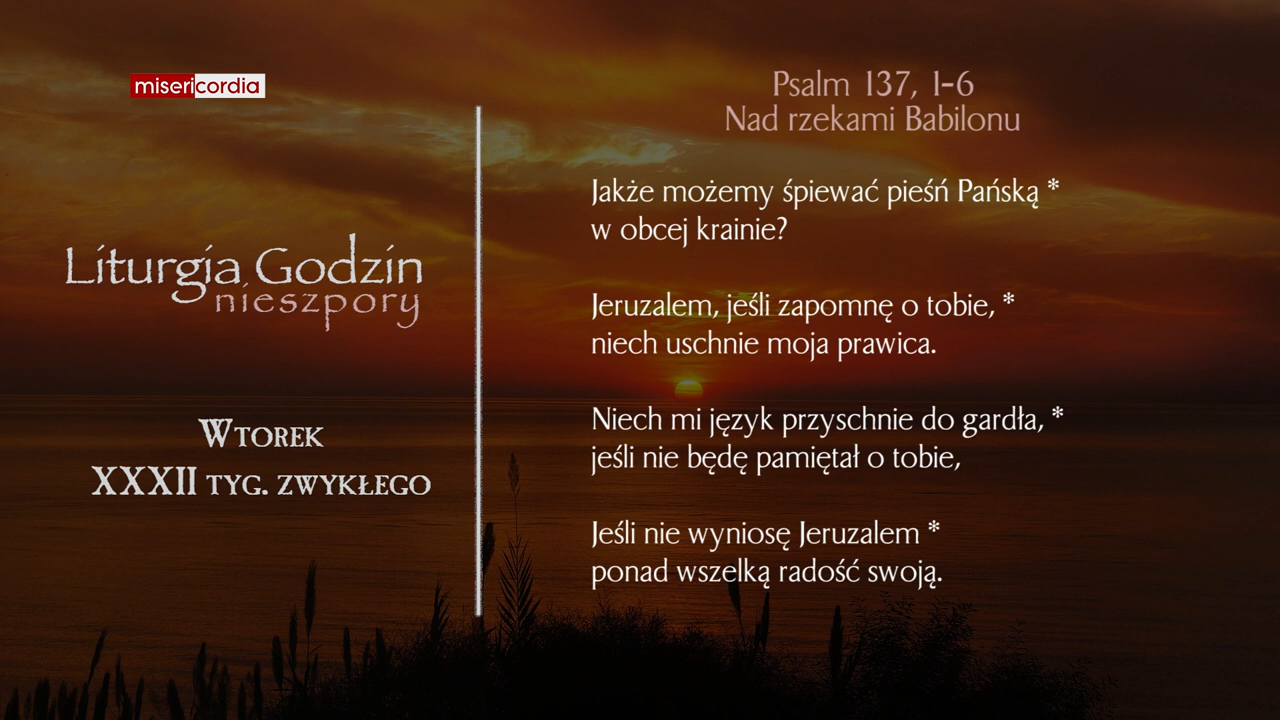 misericordia
Liturgia Godzin
nieszpory
Wtorek
XXXII tyg. zwykłego
Psalm 137, 1-6
Nad rzekami Babilonu
Jakże możemy śpiewać pieśń Pańską *
w obcej krainie?
Jeruzalem, jeśli zapomnę o tobie, *
niech uschnie moja prawica.
Niech mi język przyschnie do gardła, *
jeśli nie będę pamiętał o tobie,
Jeśli nie wyniosę Jeruzalem *
ponad wszelką radość swoją.